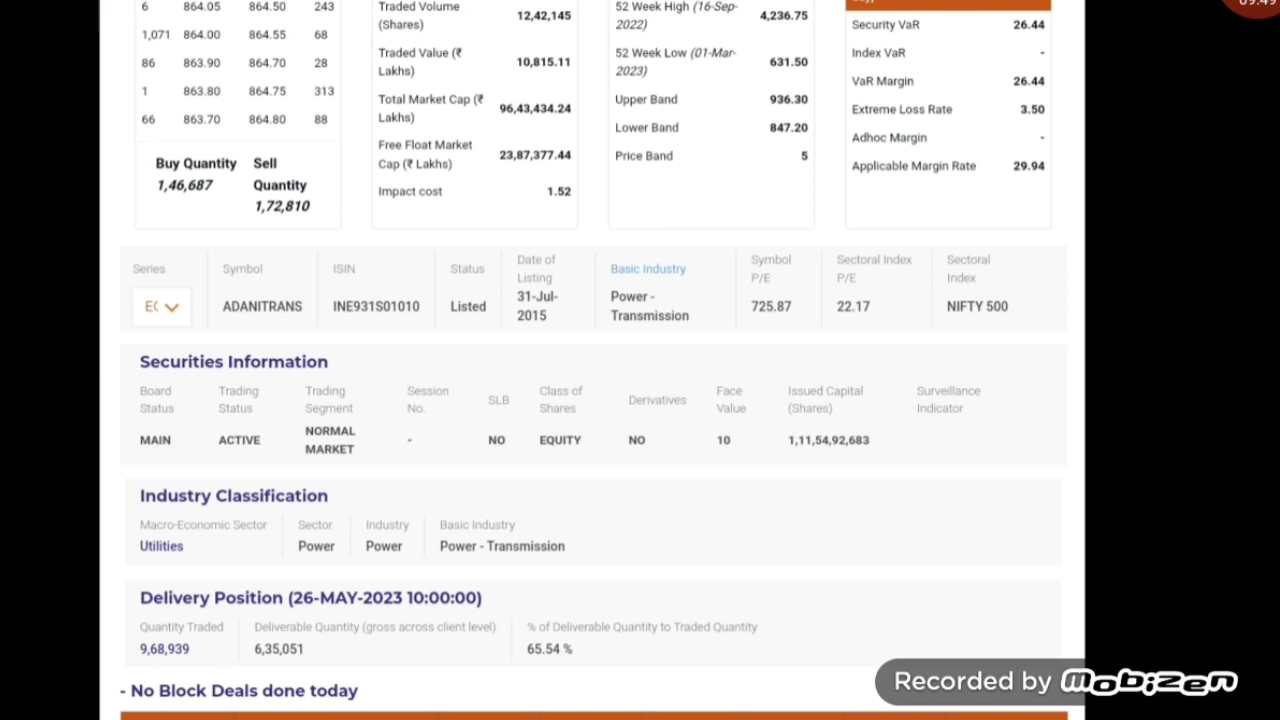 09:49
6 864.05 864.50 243
1,071 864.00 864.55 68
86 863.90 864.70 28
1 863.80 864.75 313
66 863.70 864.80 88
Buy Quantity Sell
1,46,687 Quantity
1,72,810
Traded Volume
(Shares) 12,42,145
Traded Value (₹
Lakhs) 10,815.11
Total Market Cap (₹
Lakhs) 96,43,434.24
Free Float Market
Cap (₹ Lakhs) 23,87,377.44
Impact cost 1.52
52 Week High (16-Sep-
2022) 4,236.75
52 Week Low (01-Mar-
2023) 631.50
Upper Band 936.30
Lower Band 847.20
Price Band 5
Security VaR 26.44
Index VaR -
VaR Margin 26.44
Extreme Loss Rate 3.50
Adhoc Margin -
Applicable Margin Rate 29.94
Series Symbol ISIN Status Date of Listing Basic Industry Symbol P/E Sectoral Index P/E Sectoral Index
ADANITRANS INE931S01010 Listed 31-Jul-2015 Power - Transmission 725.87 22.17 NIFTY 500
Securities Information
Board Status Trading Status Trading Segment Session No. SLB Class of Shares Derivatives Face Value Issued Capital (Shares) Surveillance Indicator
MAIN ACTIVE NORMAL MARKET - NO EQUITY NO 10 1,11,54,92,683
Industry Classification
Macro-Economic Sector Sector Industry Basic Industry
Utilities Power Power Power - Transmission
Delivery Position (26-MAY-2023 10:00:00)
Quantity Traded Deliverable Quantity (gross across client level) % of Deliverable Quantity to Traded Quantity
9,68,939 6,35,051 65.54 %
- No Block Deals done today
Recorded by Mobizen